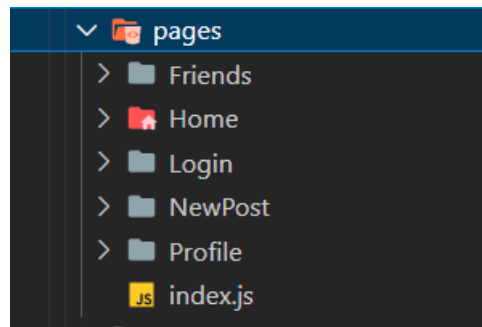 pages
Friends
Home
Login
NewPost
Profile
JS index.js